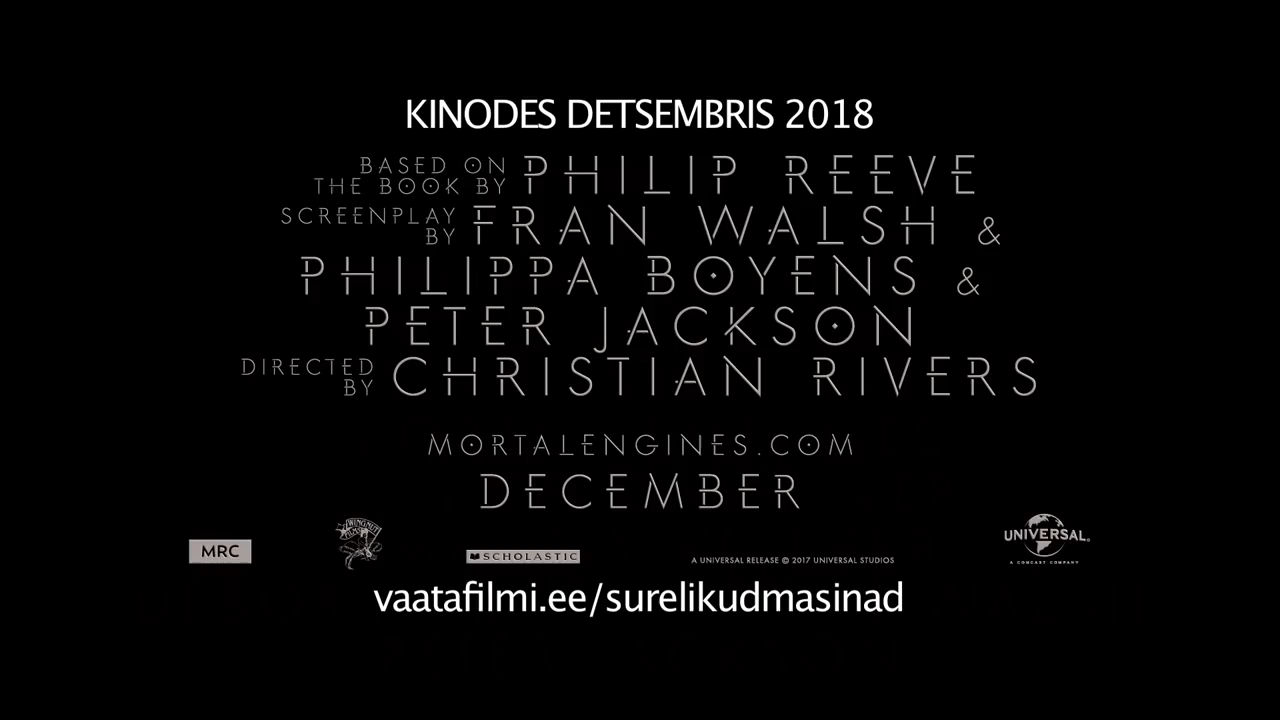 KINODES DETSEMBRIS 2018
BASED ON
THE BOOK BY PHILIP REEVE
SCREENPLAY
BY FRAN WALSH &
PHILIPPA BOYENS &
PETER JACKSON
DIRECTED
BY CHRISTIAN RIVERS
MORTALENGINES.COM
DECEMBER
MRC
WINGNUT
FILMS
SCHOLASTIC
A UNIVERSAL RELEASE © 2017 UNIVERSAL STUDIOS
UNIVERSAL
A COMCAST COMPANY
vaatafilmi.ee/surelikudmasinad